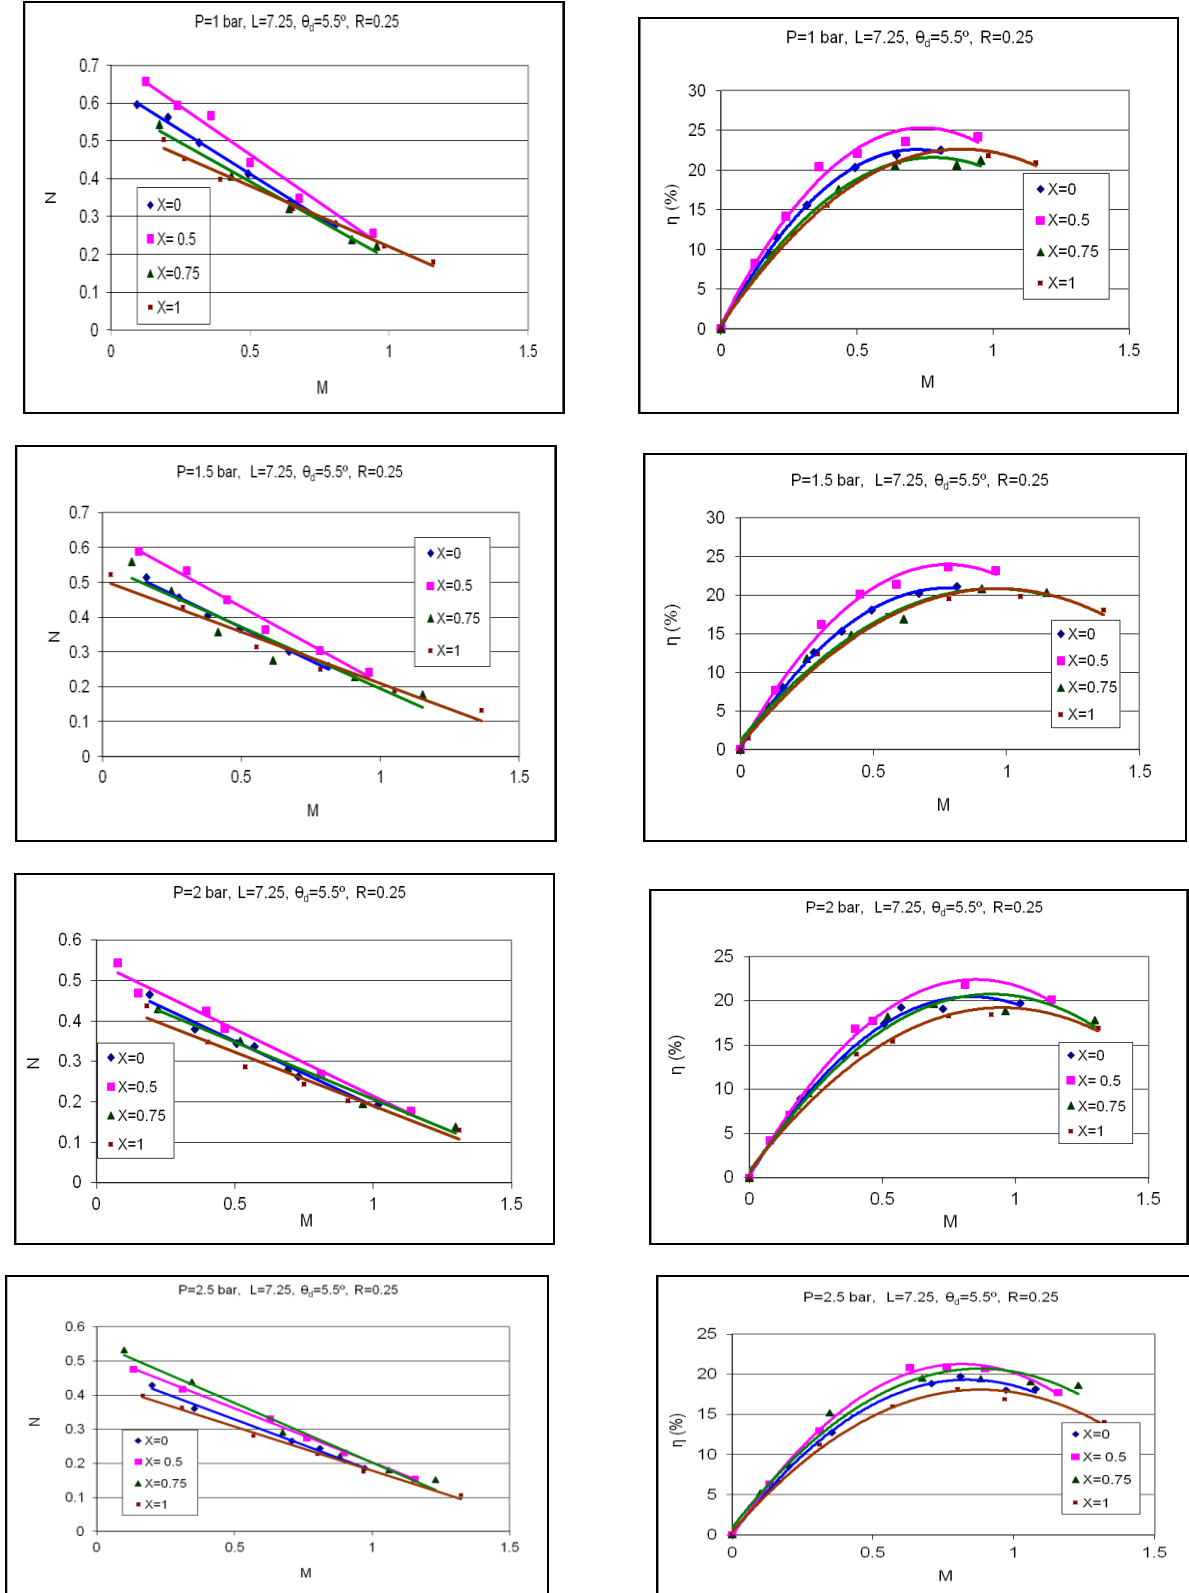 P=1 bar, L=7.25, θd=5.5º, R=0.25
0.7
0.6
0.5
0.4
0.3
0.2
0.1
0
N
X=0
X= 0.5
X=0.75
X=1
0 0.5 1 1.5
M
P=1 bar, L=7.25, θd=5.5º, R=0.25
30
25
20
15
10
5
0
η (%)
X=0
X=0.5
X=0.75
X=1
0 0.5 1 1.5
M
P=1.5 bar, L=7.25, θd=5.5º, R=0.25
0.7
0.6
0.5
0.4
0.3
0.2
0.1
0
N
X=0
X=0.5
X=0.75
X=1
0 0.5 1 1.5
M
P=1.5 bar, L=7.25, θd=5.5º, R=0.25
30
25
20
15
10
5
0
η (%)
X=0
X=0.5
X=0.75
X=1
0 0.5 1 1.5
M
P=2 bar, L=7.25, θd=5.5º, R=0.25
0.6
0.5
0.4
0.3
0.2
0.1
0
N
X=0
X=0.5
X=0.75
X=1
0 0.5 1 1.5
M
P=2 bar, L=7.25, θd=5.5º, R=0.25
25
20
15
10
5
0
η (%)
X=0
X= 0.5
X=0.75
X=1
0 0.5 1 1.5
M
P=2.5 bar, L=7.25, θd=5.5º, R=0.25
0.6
0.5
0.4
0.3
0.2
0.1
0
N
X=0
X= 0.5
X=0.75
X=1
0 0.5 1 1.5
M
P=2.5 bar, L=7.25, θd=5.5º, R=0.25
25
20
15
10
5
0
η (%)
X=0
X= 0.5
X=0.75
X=1
0 0.5 1 1.5
M